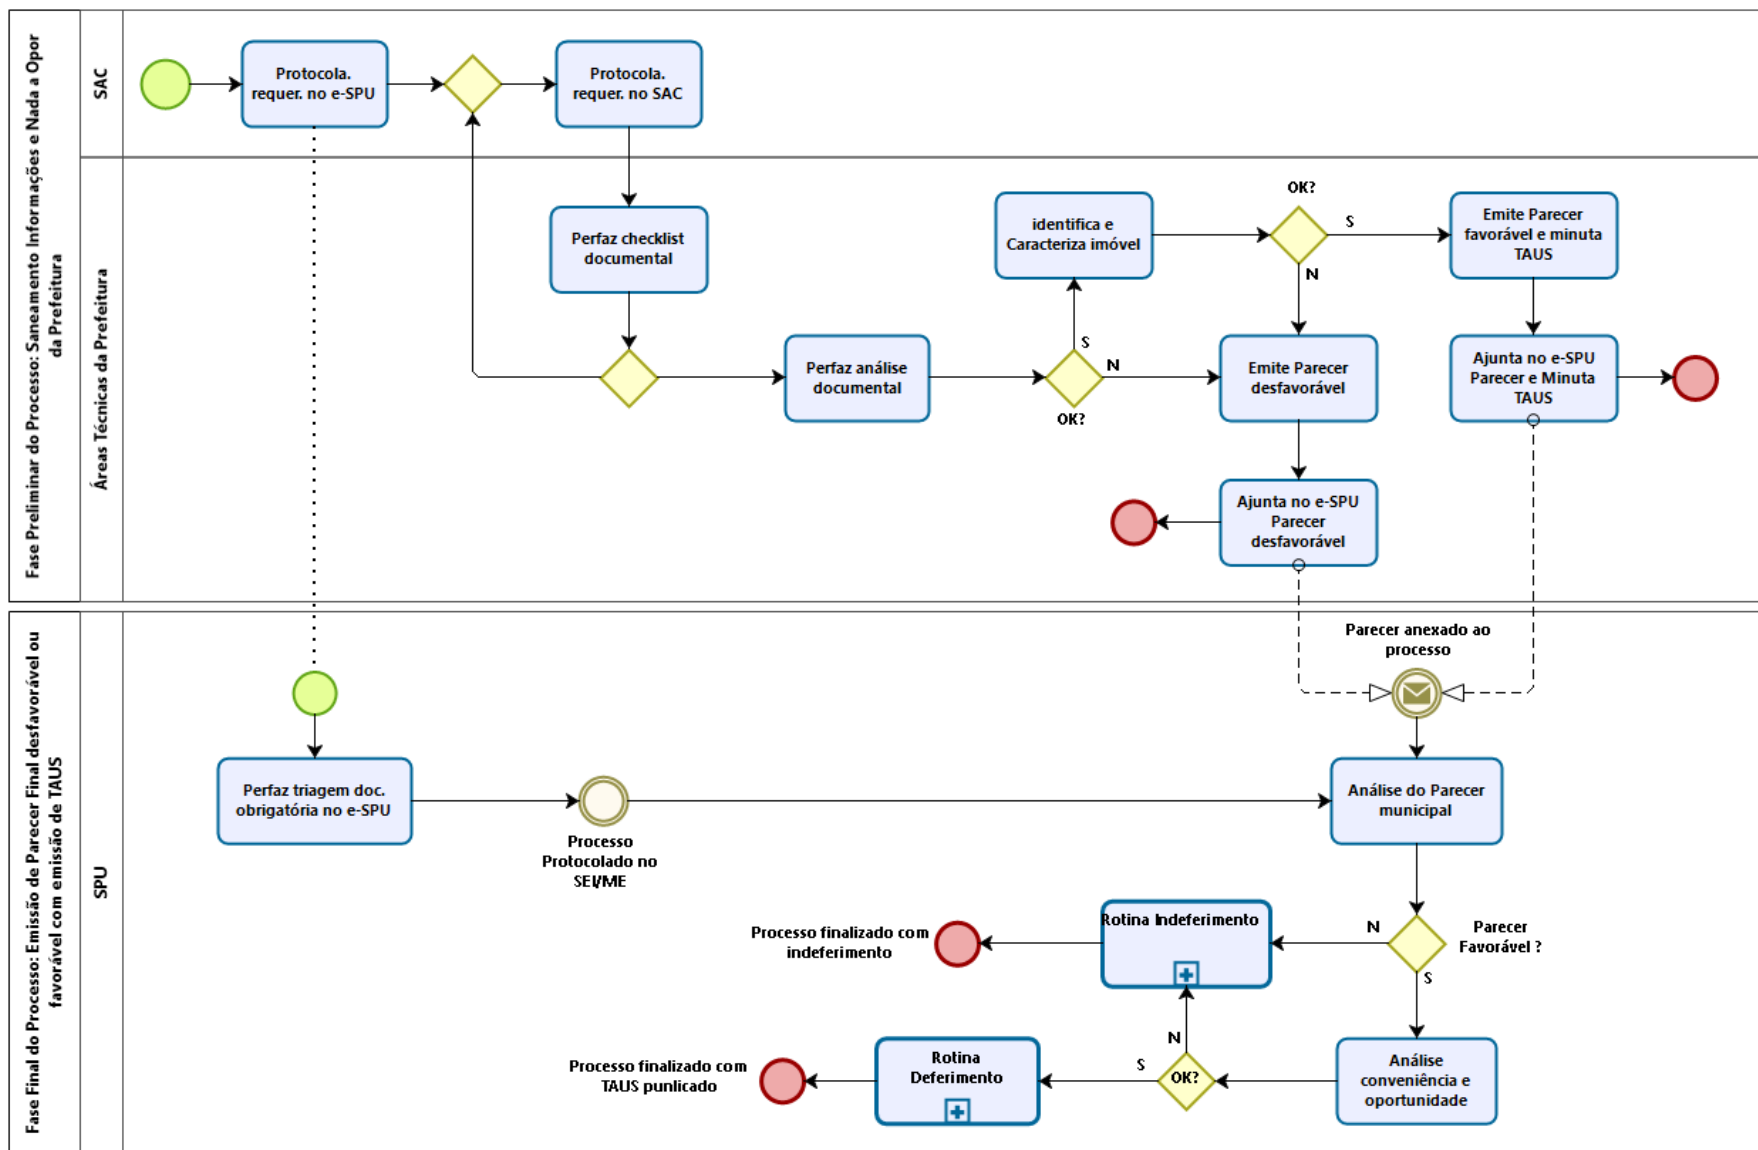 Fase Preliminar do Processo: Saneamento Informações e Nada a Opor
da Prefeitura
SAC
Protocola.
requer. no e-SPU
Protocola.
requer. no SAC
Áreas Técnicas da Prefeitura
Perfaz checklist
documental
Perfaz análise
documental
OK?
S
N
identifica e
Caracteriza imóvel
OK?
S
N
Emite Parecer
favorável e minuta
TAUS
Emite Parecer
desfavorável
Ajunta no e-SPU
Parecer e Minuta
TAUS
Ajunta no e-SPU
Parecer
desfavorável
Fase Final do Processo: Emissão de Parecer Final desfavorável ou
favorável com emissão de TAUS
SPU
Parecer anexado ao
processo
Perfaz triagem doc.
obrigatória no e-SPU
Processo
Protocolado no
SEI/ME
Análise do Parecer
municipal
Parecer
Favorável ?
N
S
Rotina Indeferimento
Processo finalizado com
indeferimento
Análise
conveniência e
oportunidade
OK?
N
S
Rotina
Deferimento
Processo finalizado com
TAUS punlicado